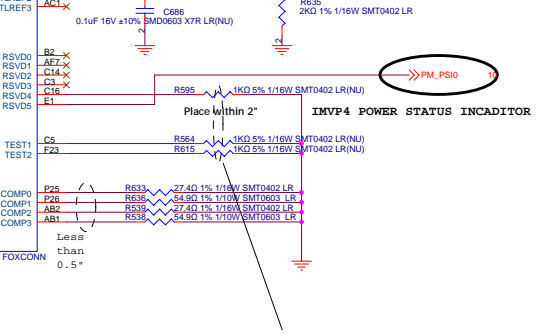 TLREF3
AC1
C686
0.1uF 16V ±10% SMD0603 X7R LR(NU)
2
R635
2KΩ 1% 1/16W SMT0402 LR
2
RSVD0 B2
RSVD1 AF7
RSVD2 C14
RSVD3 C3
RSVD4 C16
RSVD5 E1
R595 1KΩ 5% 1/16W SMT0402 LR(NU)
PM_PSI0 10
Place within 2"
IMVP4 POWER STATUS INCADITOR
TEST1 C5 R564 1KΩ 5% 1/16W SMT0402 LR(NU)
TEST2 F23 R615 1KΩ 5% 1/16W SMT0402 LR(NU)
COMP0 P25 R633 27.4Ω 1% 1/16W SMT0402 LR
COMP1 P26 R636 54.9Ω 1% 1/10W SMT0603 LR
COMP2 AB2 R539 27.4Ω 1% 1/16W SMT0402 LR
COMP3 AB1 R538 54.9Ω 1% 1/10W SMT0603 LR
Less
than
0.5"
FOXCONN